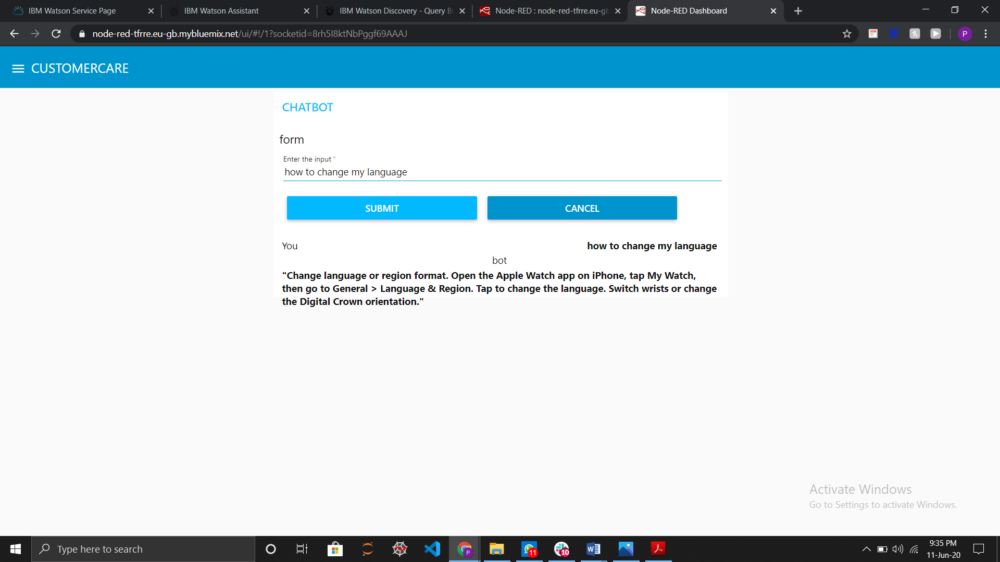 IBM Watson Service Page
IBM Watson Assistant
IBM Watson Discovery - Query Bu
Node-RED : node-red-tfrre.eu-gb
Node-RED Dashboard
node-red-tfrre.eu-gb.mybluemix.net/ui/#!/1?socketid=8rh5I8ktNbPggf69AAAJ
P
CUSTOMERCARE
CHATBOT
form
Enter the input *
how to change my language
SUBMIT
CANCEL
You
how to change my language
bot
"Change language or region format. Open the Apple Watch app on iPhone, tap My Watch,
then go to General > Language & Region. Tap to change the language. Switch wrists or change
the Digital Crown orientation."
Activate Windows
Go to Settings to activate Windows.
Type here to search
P
11
10
9:35 PM
11-Jun-20